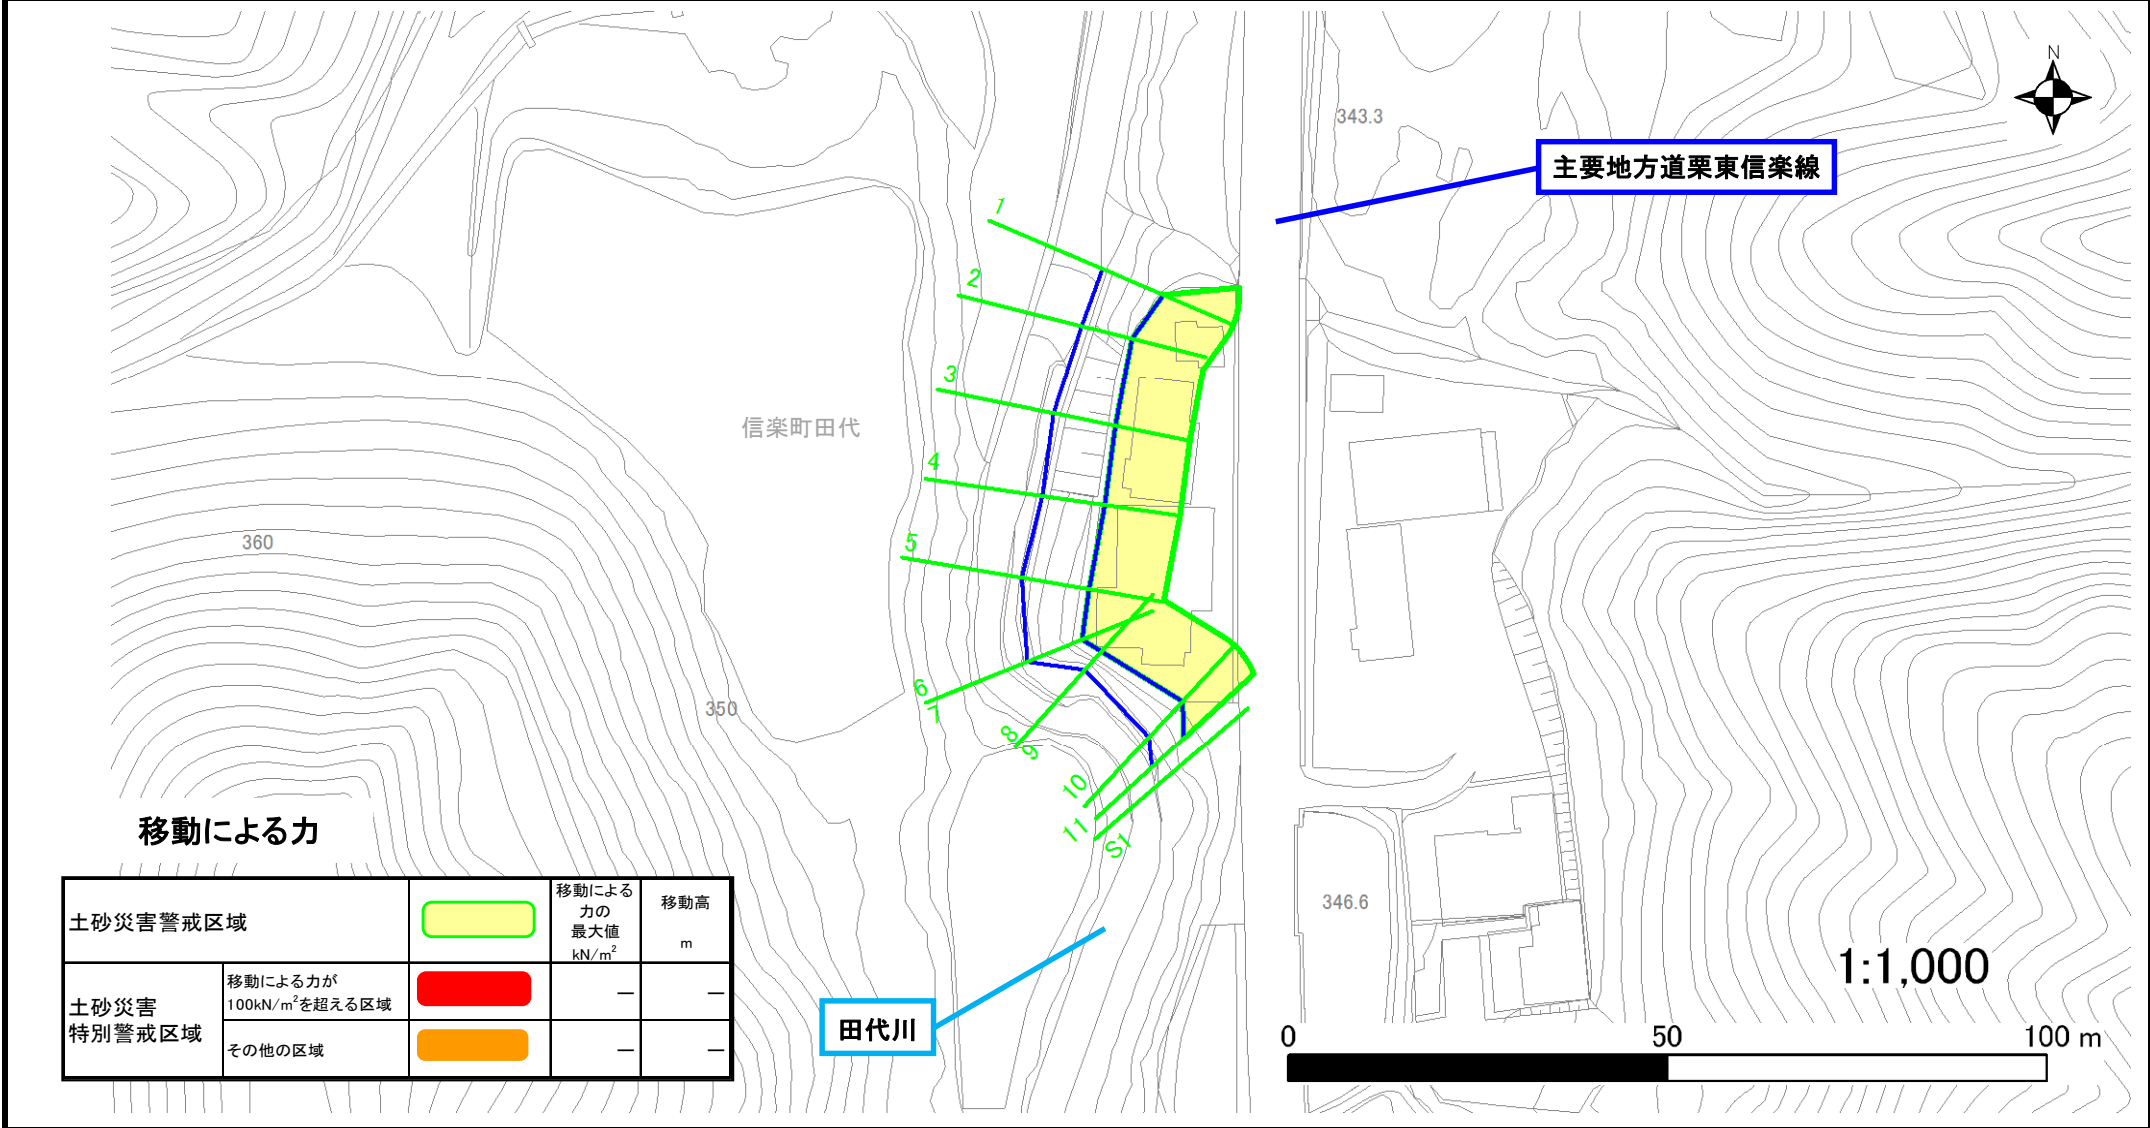 N
343.3
主要地方道栗東信楽線
1
2
3
信楽町田代
4
360
5
6
7
350
8
9
10
11
S1
移動による力
土砂災害警戒区域
移動による
力の
最大値
kN/m²
移動高
m
土砂災害
特別警戒区域
移動による力が
100kN/m²を超える区域
—
—
その他の区域
—
—
田代川
346.6
1:1,000
0 50 100 m